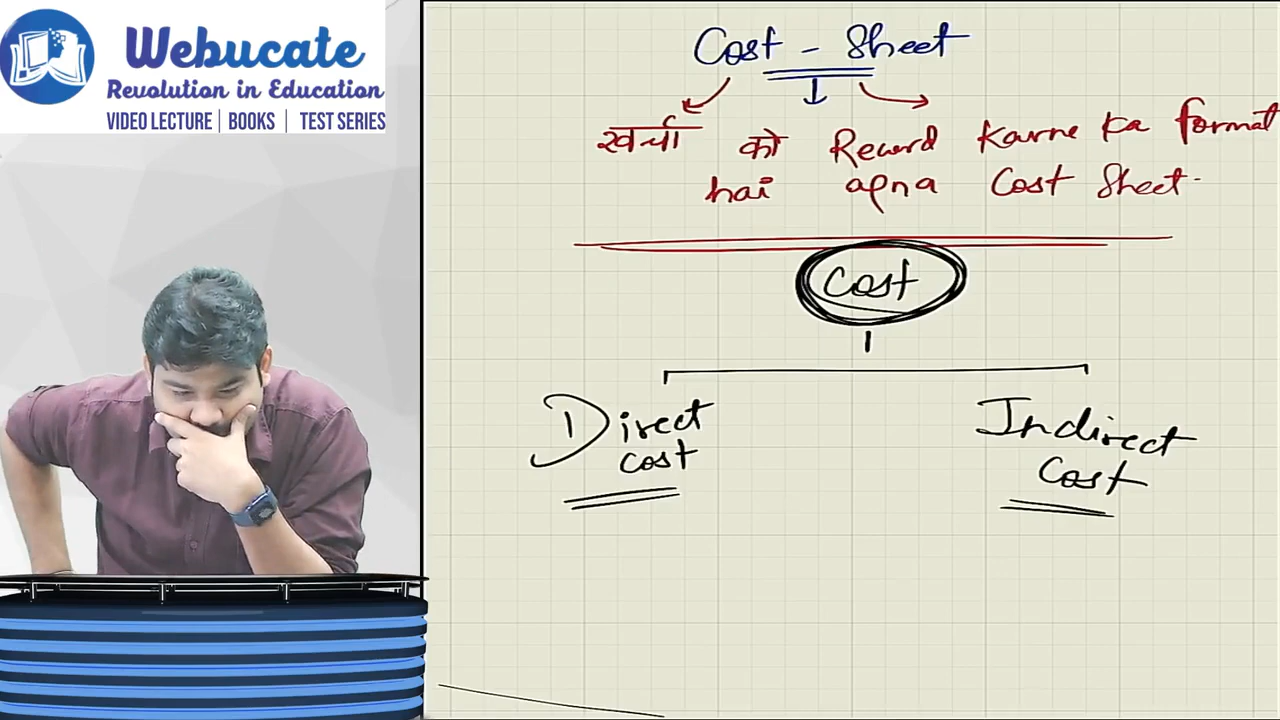 Webucate
Revolution in Education
VIDEO LECTURE | BOOKS | TEST SERIES
Cost - Sheet
खर्चा को Record Karne Ka format
hai apna Cost Sheet.
Cost
Direct
cost
Indirect
Cost